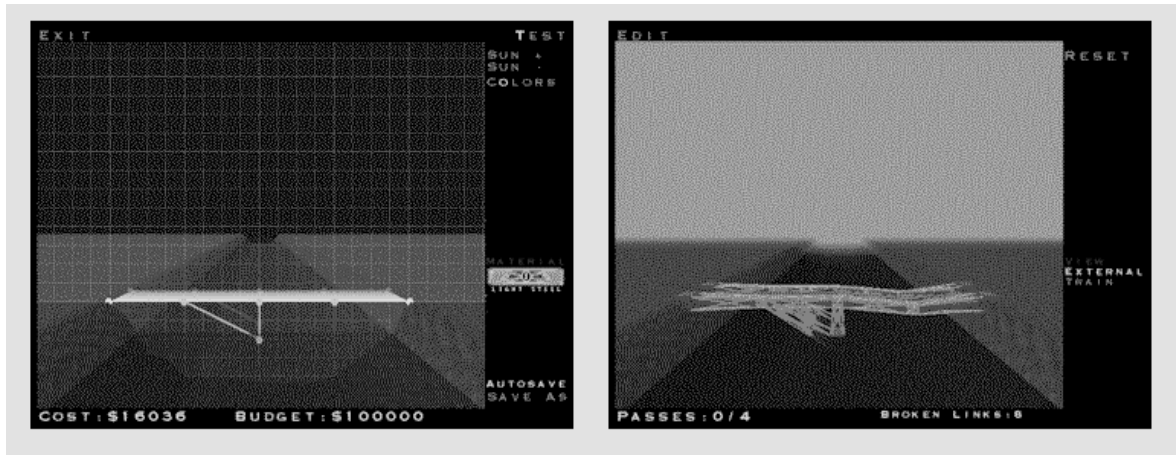 EXIT
TEST
SUN +
SUN -
COLORS
MATERIAL
LIGHT STEEL
AUTOSAVE
SAVE AS
COST:$16036 BUDGET:$100000
EDIT
RESET
VIEW
EXTERNAL
TRAIN
PASSES:0/4 BROKEN LINKS:8